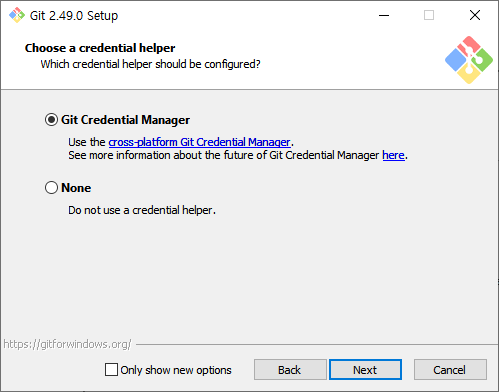 Git 2.49.0 Setup
Choose a credential helper
Which credential helper should be configured?
Git Credential Manager
Use the cross-platform Git Credential Manager.
See more information about the future of Git Credential Manager here.
None
Do not use a credential helper.
https://gitforwindows.org/
Only show new options
Back
Next
Cancel